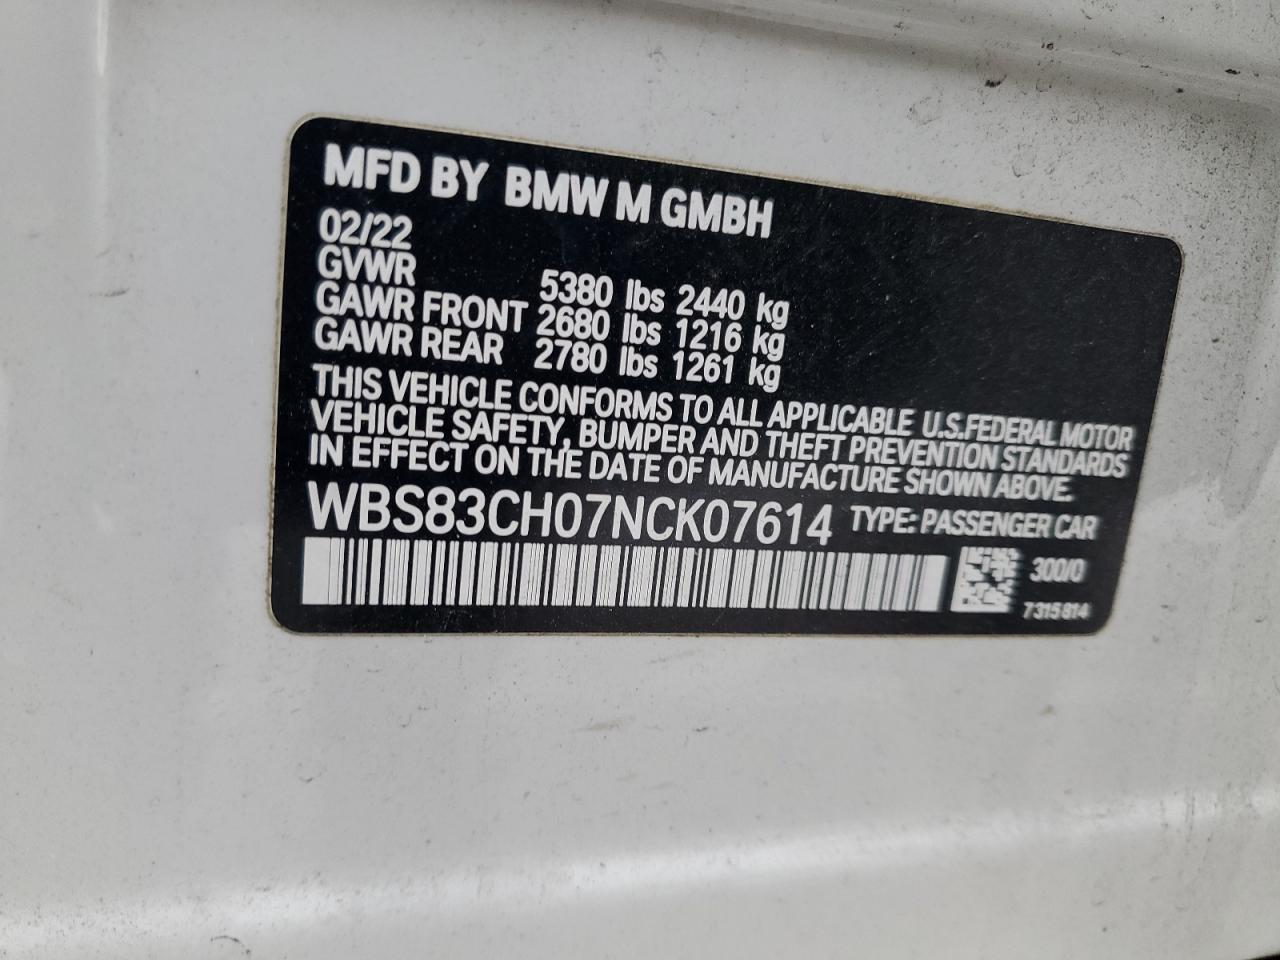 MFD BY BMW M GMBH
02/22
GVWR 5380 lbs 2440 kg
GAWR FRONT 2680 lbs 1216 kg
GAWR REAR 2780 lbs 1261 kg
THIS VEHICLE CONFORMS TO ALL APPLICABLE U.S.FEDERAL MOTOR
VEHICLE SAFETY, BUMPER AND THEFT PREVENTION STANDARDS
IN EFFECT ON THE DATE OF MANUFACTURE SHOWN ABOVE.
WBS83CH07NCK07614 TYPE: PASSENGER CAR
300/0
7315814